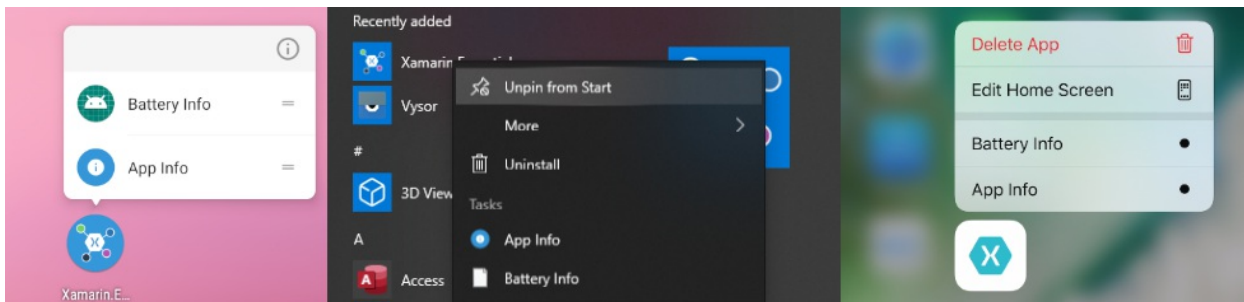 Battery Info
App Info
Xamarin.E...
Recently added
Xamarin
Vysor
#
3D View
A
Access
Unpin from Start
More
Uninstall
Tasks
App Info
Battery Info
Delete App
Edit Home Screen
Battery Info
App Info